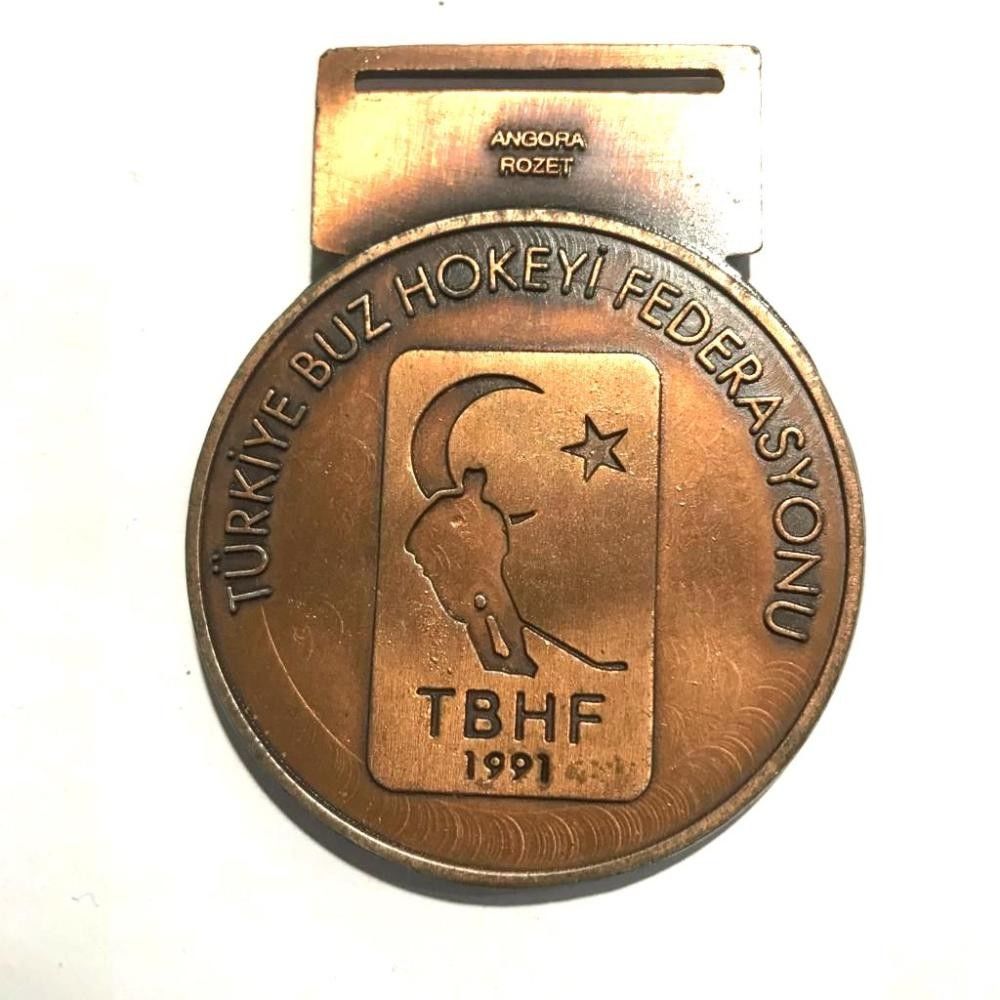 ANGORA
ROZET
TÜRKİYE BUZ HOKEYİ FEDERASYONU
TBHF
1991